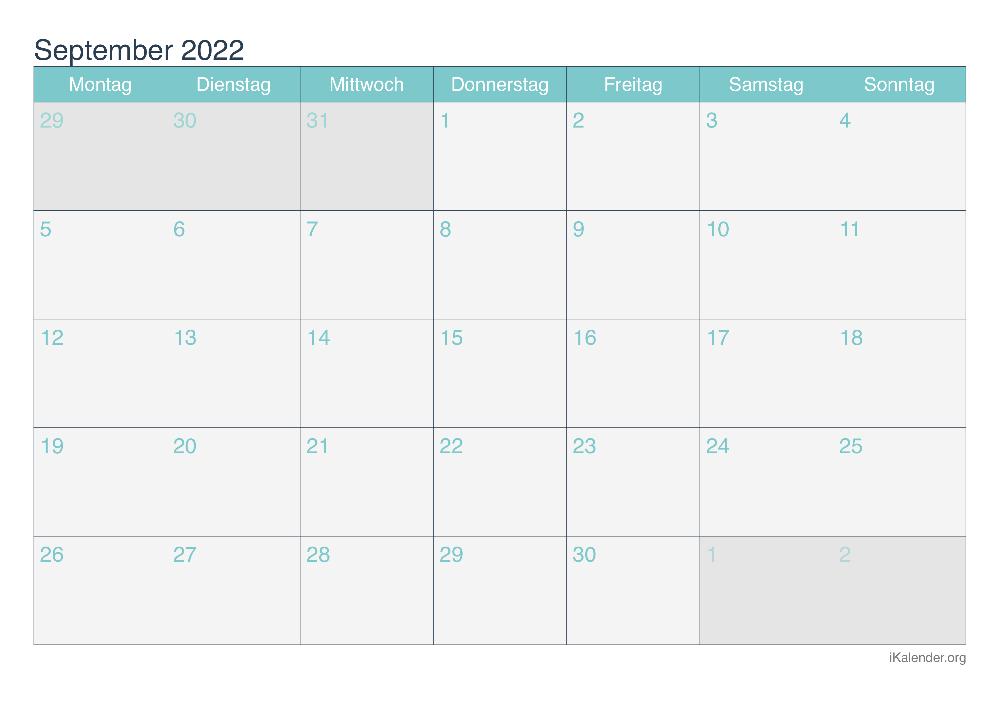 September 2022
Montag Dienstag Mittwoch Donnerstag Freitag Samstag Sonntag
29 30 31 1 2 3 4
5 6 7 8 9 10 11
12 13 14 15 16 17 18
19 20 21 22 23 24 25
26 27 28 29 30 1 2
iKalender.org